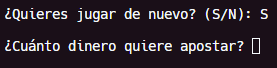 ¿Quieres jugar de nuevo? (S/N): S
¿Cuánto dinero quiere apostar?